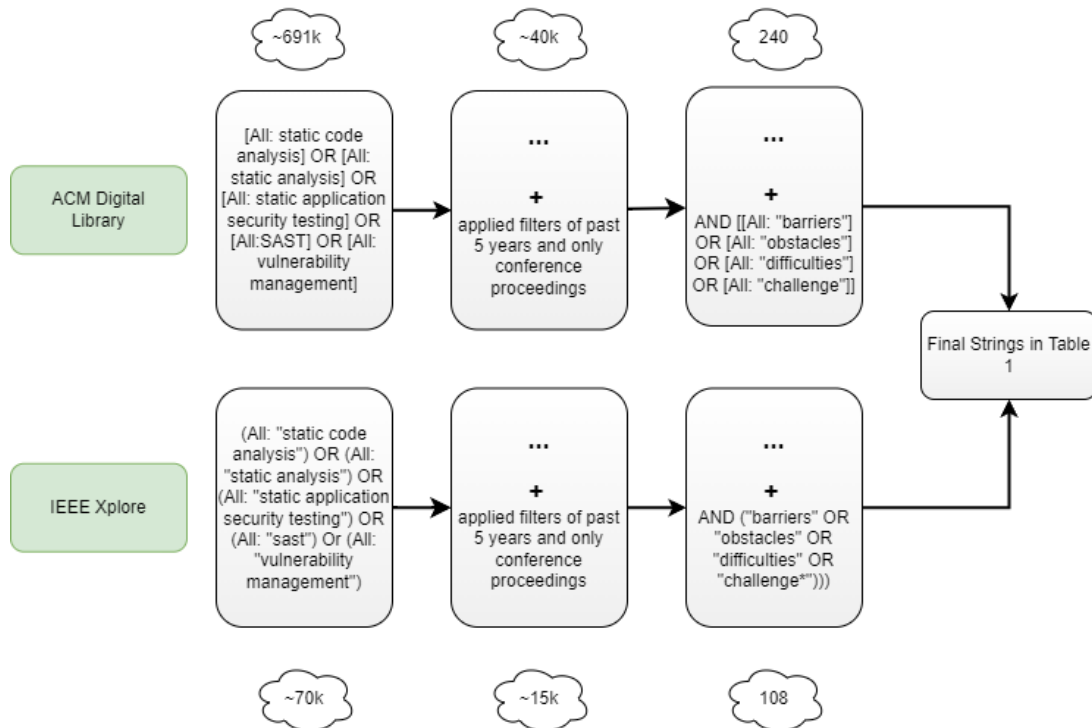 ~691k
~40k
240
ACM Digital
Library
[All: static code
analysis] OR [All:
static analysis] OR
[All: static application
security testing] OR
[All:SAST] OR [All:
vulnerability
management]
...
+
applied filters of past
5 years and only
conference
proceedings
...
+
AND [[All: "barriers"]
OR [All: "obstacles"]
OR [All: "difficulties"]
OR [All: "challenge"]]
Final Strings in Table
1
IEEE Xplore
(All: "static code
analysis") OR (All:
"static analysis") OR
(All: "static application
security testing") OR
(All: "sast") Or (All:
"vulnerability
management")
...
+
applied filters of past
5 years and only
conference
proceedings
...
+
AND ("barriers" OR
"obstacles" OR
"difficulties" OR
"challenge*")))
~70k
~15k
108